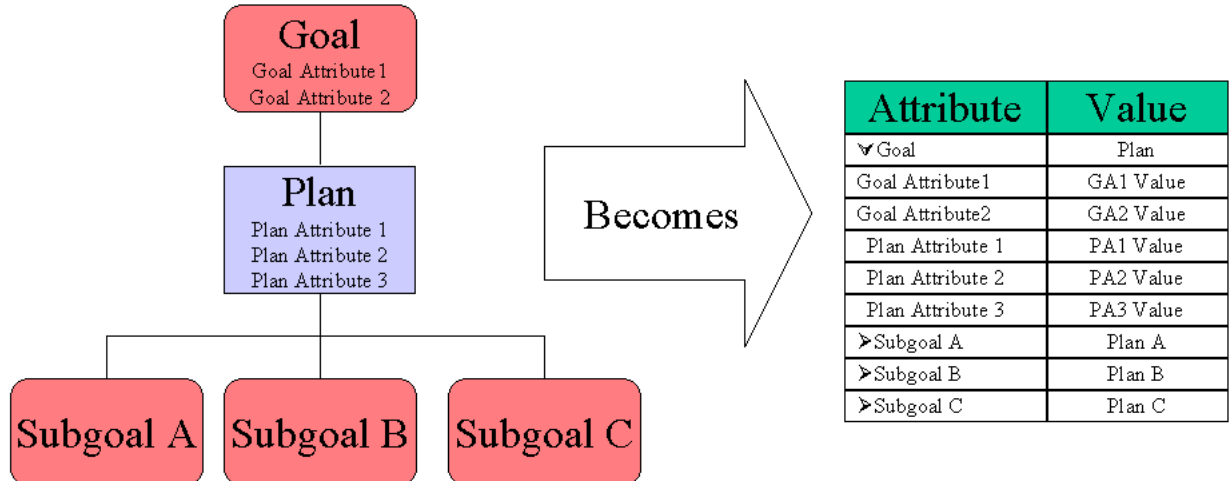 Goal
Goal Attribute1
Goal Attribute 2
Plan
Plan Attribute 1
Plan Attribute 2
Plan Attribute 3
Subgoal A
Subgoal B
Subgoal C
Becomes
Attribute Value
⮟Goal Plan
Goal Attribute1 GA1 Value
Goal Attribute2 GA2 Value
Plan Attribute 1 PA1 Value
Plan Attribute 2 PA2 Value
Plan Attribute 3 PA3 Value
➢Subgoal A Plan A
➢Subgoal B Plan B
➢Subgoal C Plan C